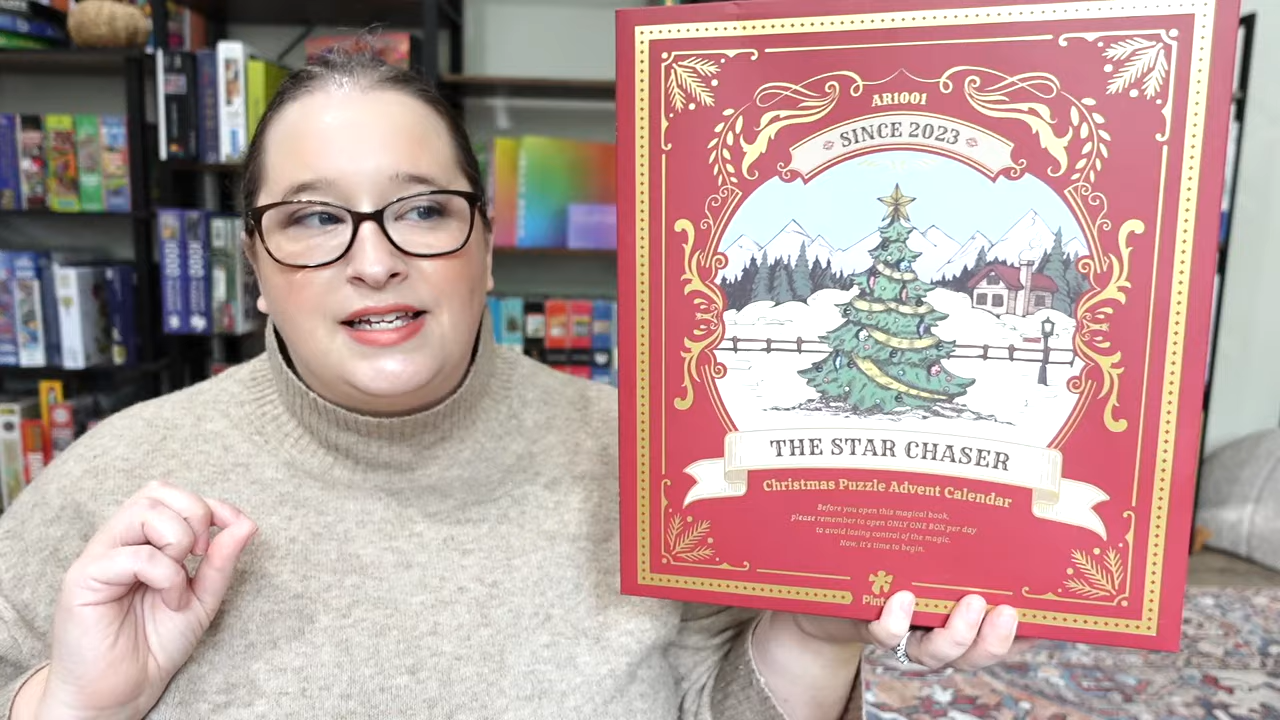 AR1001
SINCE 2023
THE STAR CHASER
Christmas Puzzle Advent Calendar
Before you open this magical book,
please remember to open ONLY ONE BOX per day
to avoid losing control of the magic.
Now, it's time to begin.